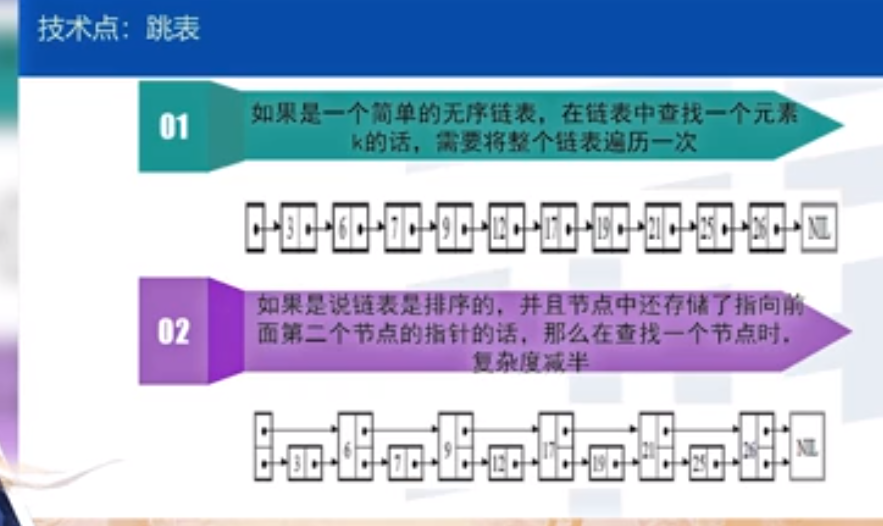 技术点：跳表
01
如果是一个简单的无序链表，在链表中查找一个元素
k的话，需要将整个链表遍历一次
3 6 7 9 12 17 19 21 25 26 NIL
02
如果是说链表是排序的，并且节点中还存储了指向前
面第二个节点的指针的话，那么在查找一个节点时，
复杂度减半
3 6 7 9 12 17 19 21 25 26 NIL